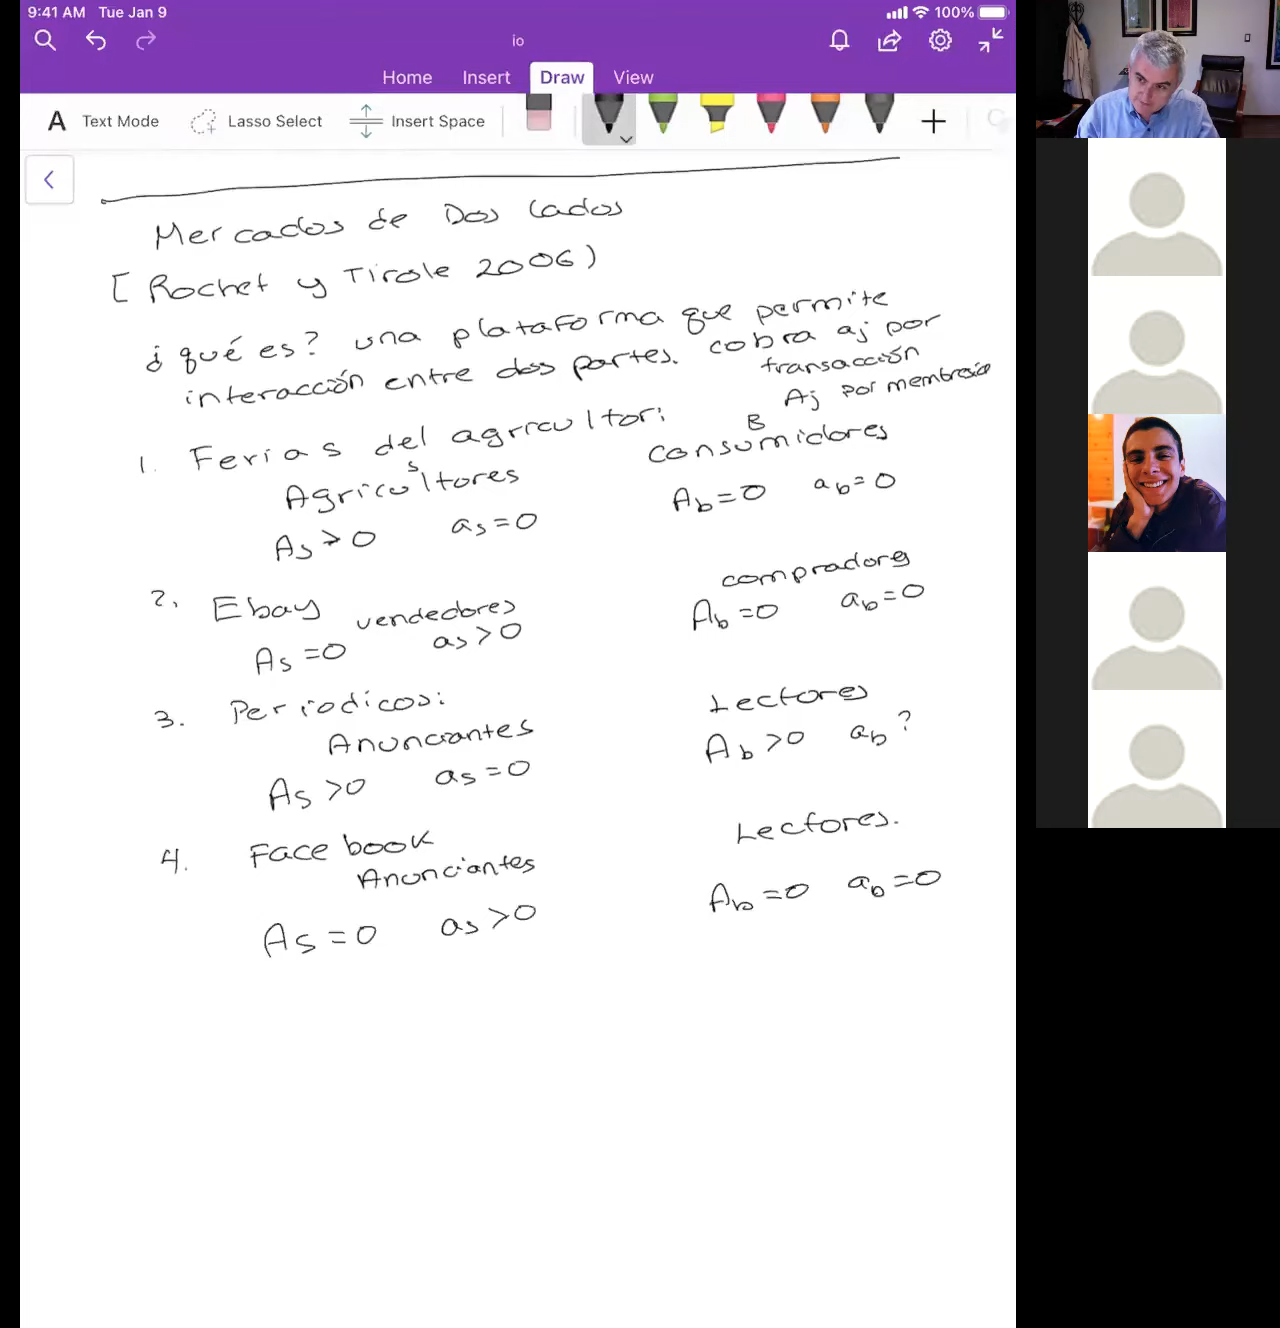 9:41 AM Tue Jan 9
100%
io
Home Insert Draw View
A Text Mode Lasso Select Insert Space
Mercados de Dos Lados
[Rochet y Tirole 2006)
¿qué es? una plataforma que permite
interacción entre dos partes. cobra aj por
transacción
Aj por membresía
1. Ferias del agricultor:
Agricultores S
Consumidores B
As > 0 as = 0
Ab = 0 ab = 0
2. Ebay
vendedores
compradores
As = 0 as > 0
Ab = 0 ab = 0
3. Periodicos:
Anunciantes
Lectores
As > 0 as = 0
Ab > 0 ab ?
4. Facebook
Anunciantes
Lectores.
As = 0 as > 0
Ab = 0 ab = 0